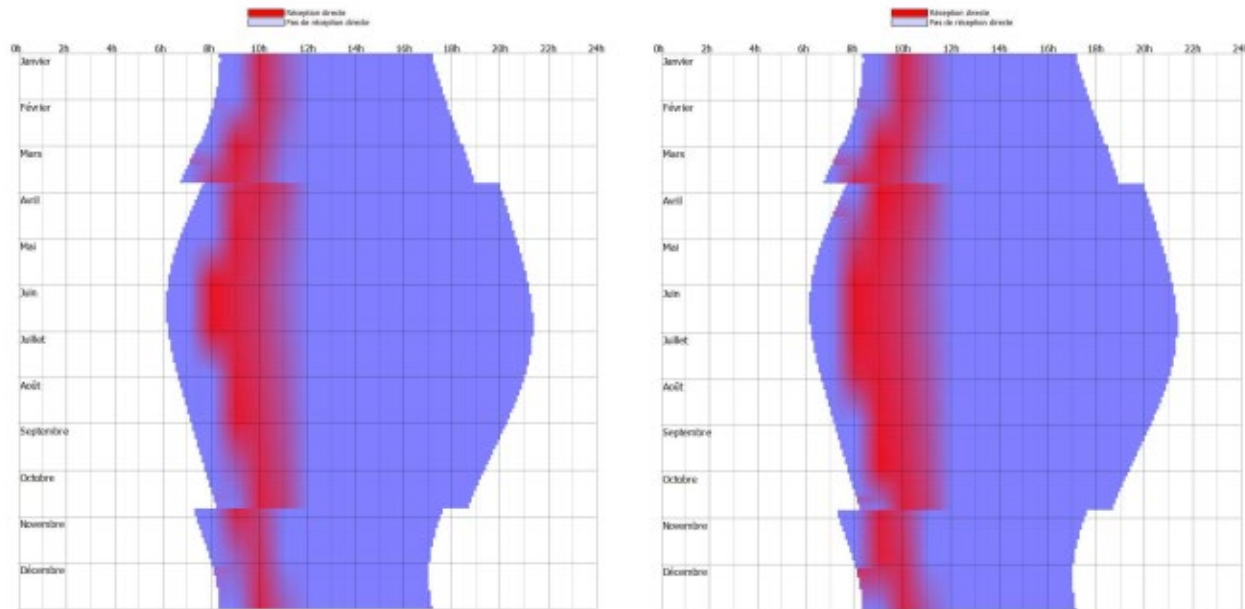 Réception directe
Pas de réception directe
0h 2h 4h 6h 8h 10h 12h 14h 16h 18h 20h 22h 24h
Janvier
Février
Mars
Avril
Mai
Juin
Juillet
Août
Septembre
Octobre
Novembre
Décembre
Réception directe
Pas de réception directe
0h 2h 4h 6h 8h 10h 12h 14h 16h 18h 20h 22h 24h
Janvier
Février
Mars
Avril
Mai
Juin
Juillet
Août
Septembre
Octobre
Novembre
Décembre